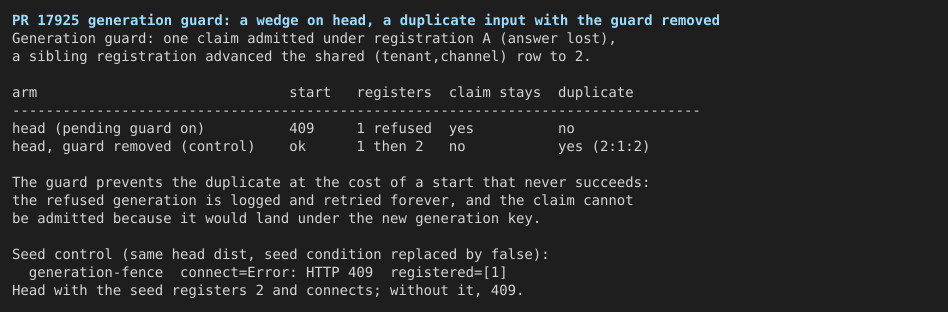 PR 17925 generation guard: a wedge on head, a duplicate input with the guard removed
Generation guard: one claim admitted under registration A (answer lost),
a sibling registration advanced the shared (tenant,channel) row to 2.
arm start registers claim stays duplicate
-----------------------------------------------------------------------------------
head (pending guard on) 409 1 refused yes no
head, guard removed (control) ok 1 then 2 no yes (2:1:2)
The guard prevents the duplicate at the cost of a start that never succeeds:
the refused generation is logged and retried forever, and the claim cannot
be admitted because it would land under the new generation key.
Seed control (same head dist, seed condition replaced by false):
generation-fence connect=Error: HTTP 409 registered=[1]
Head with the seed registers 2 and connects; without it, 409.